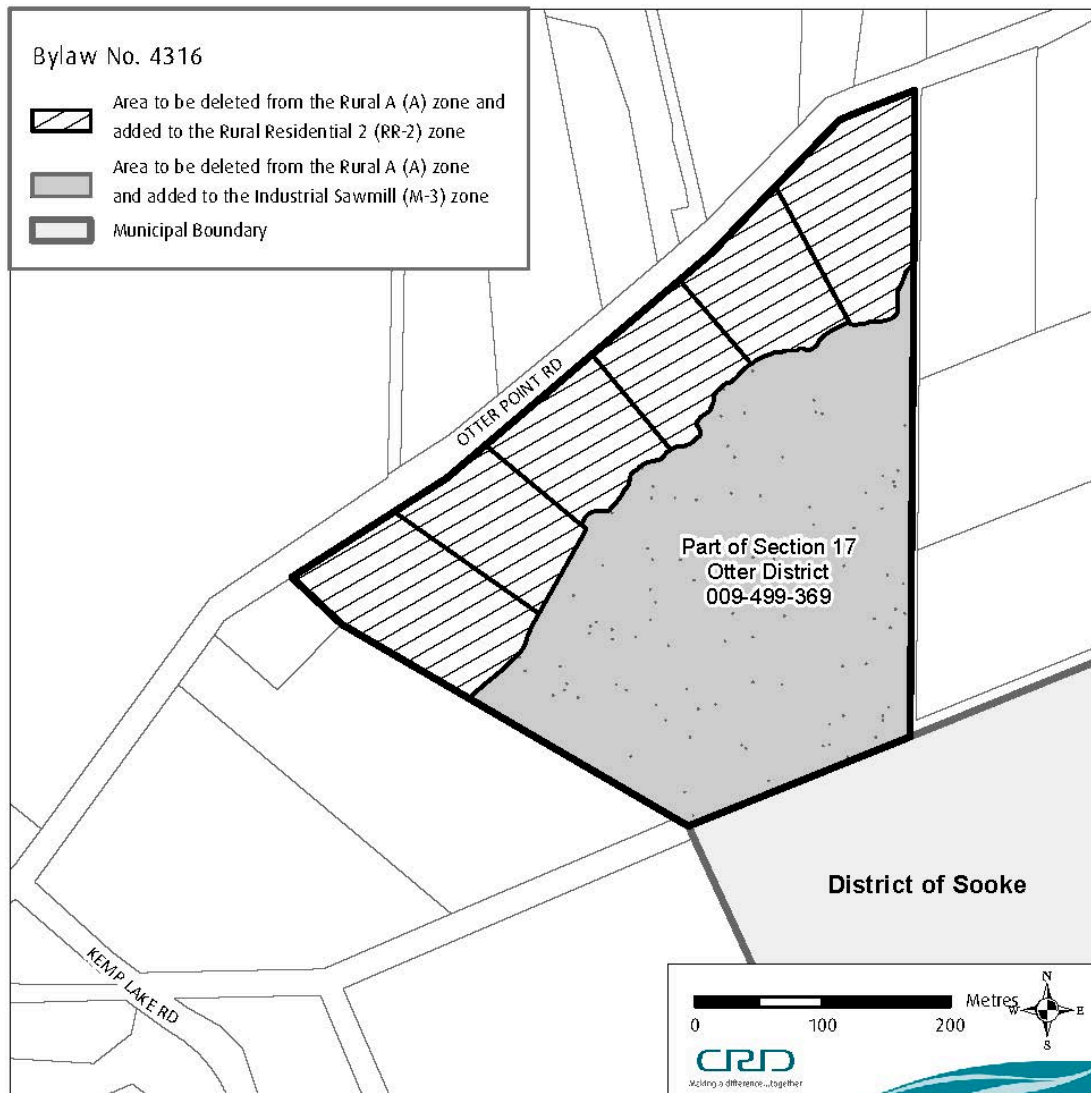 Bylaw No. 4316
Area to be deleted from the Rural A (A) zone and
added to the Rural Residential 2 (RR-2) zone
Area to be deleted from the Rural A (A) zone
and added to the Industrial Sawmill (M-3) zone
Municipal Boundary
OTTER POINT RD
Part of Section 17
Otter District
009-499-369
District of Sooke
KEMP LAKE RD
Metres
0 100 200
N
W E
S
CRD
Making a difference...together